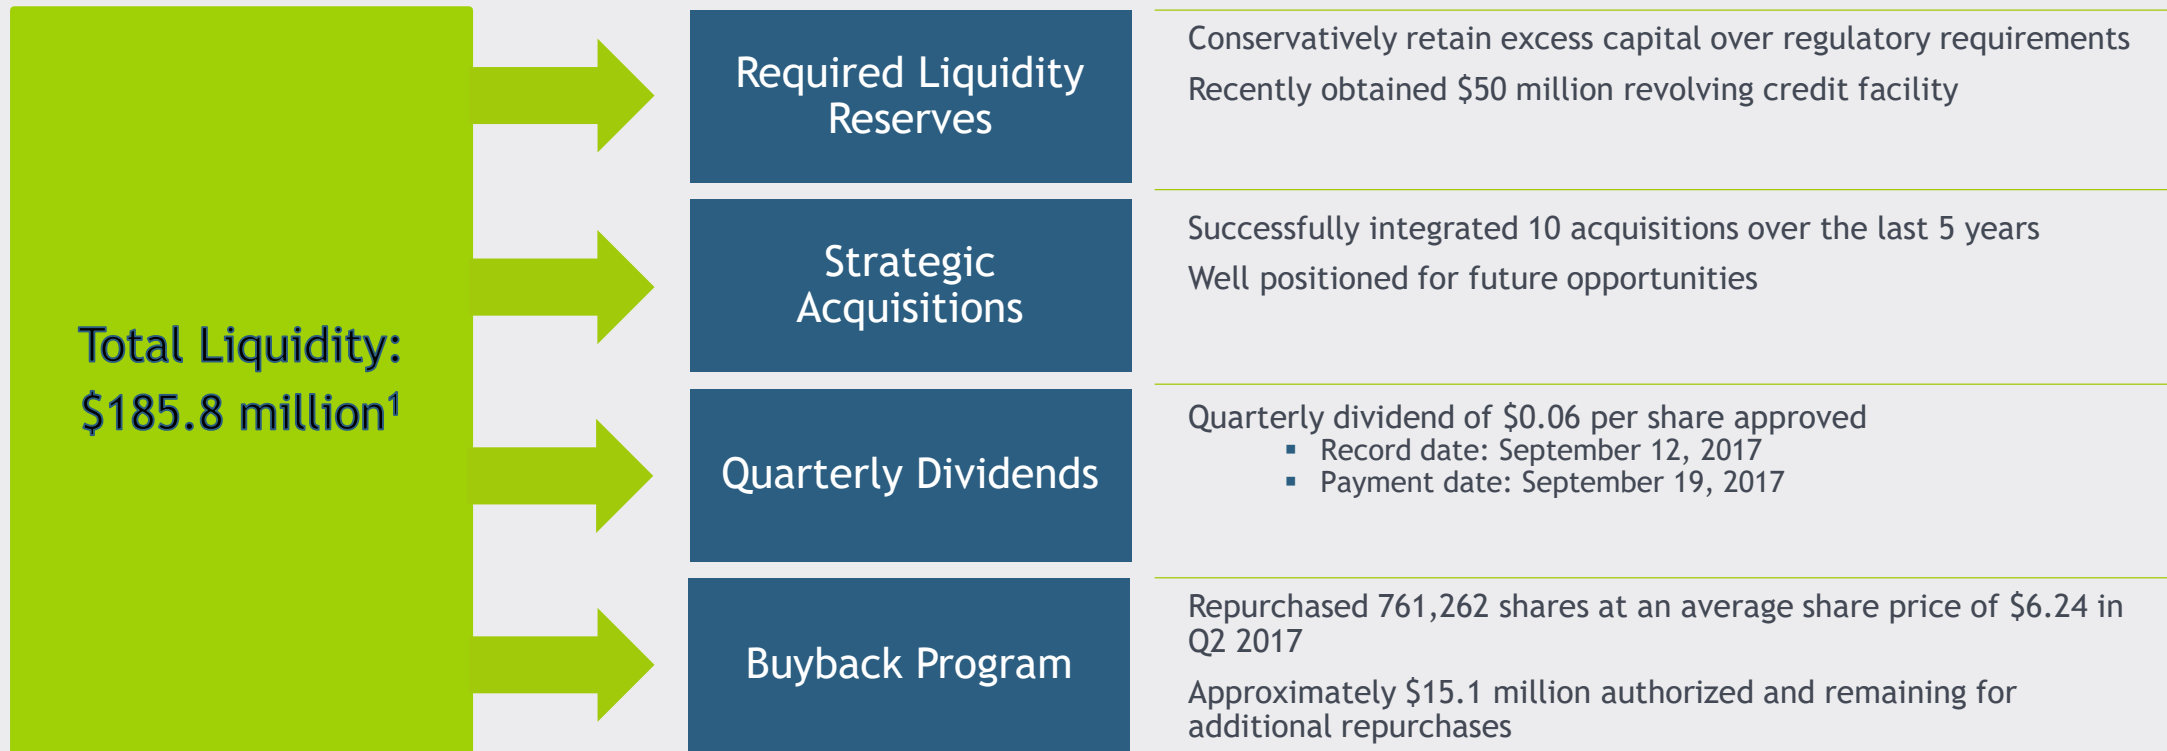 Total Liquidity:
$185.8 million¹
Required Liquidity
Reserves
Conservatively retain excess capital over regulatory requirements
Recently obtained $50 million revolving credit facility
Strategic
Acquisitions
Successfully integrated 10 acquisitions over the last 5 years
Well positioned for future opportunities
Quarterly Dividends
Quarterly dividend of $0.06 per share approved
▪ Record date: September 12, 2017
▪ Payment date: September 19, 2017
Buyback Program
Repurchased 761,262 shares at an average share price of $6.24 in
Q2 2017
Approximately $15.1 million authorized and remaining for
additional repurchases